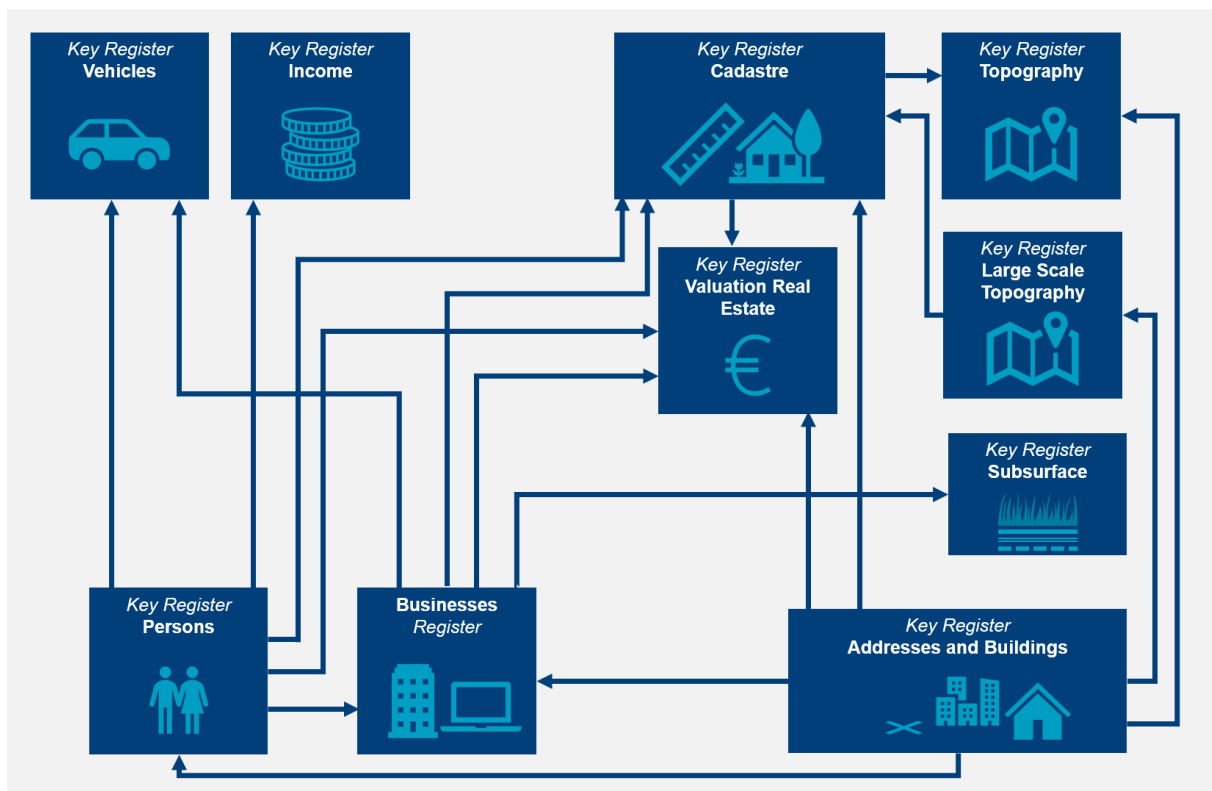 Key Register
Vehicles
Key Register
Income
Key Register
Cadastre
Key Register
Topography
Key Register
Valuation Real
Estate
€
Key Register
Large Scale
Topography
Key Register
Subsurface
Key Register
Persons
Businesses
Register
Key Register
Addresses and Buildings